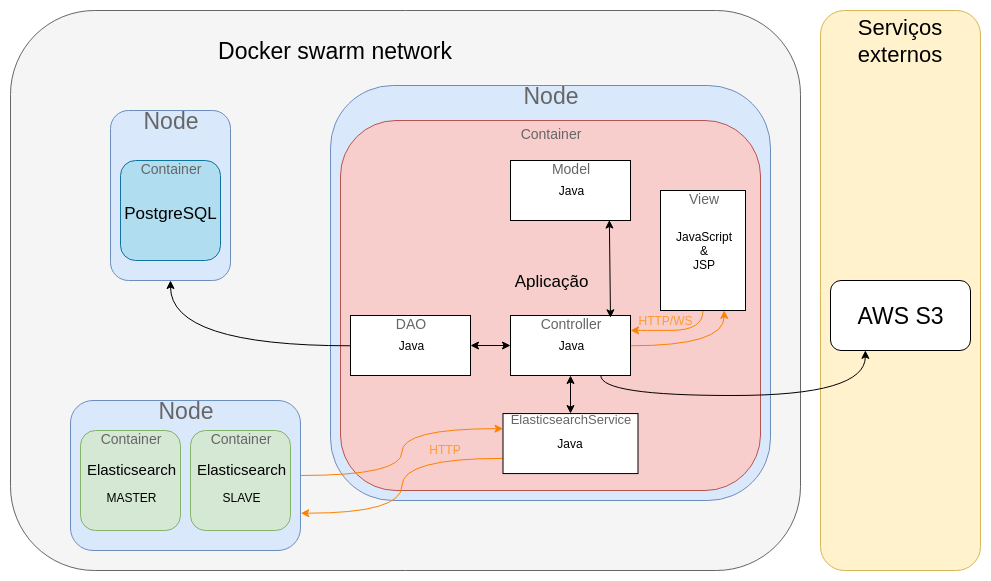 Docker swarm network
Serviços
externos
Node
Container
PostgreSQL
Node
Container
Model
Java
View
JavaScript
&
JSP
Aplicação
HTTP/WS
DAO
Java
Controller
Java
AWS S3
ElasticsearchService
Java
HTTP
Node
Container
Elasticsearch
MASTER
Container
Elasticsearch
SLAVE